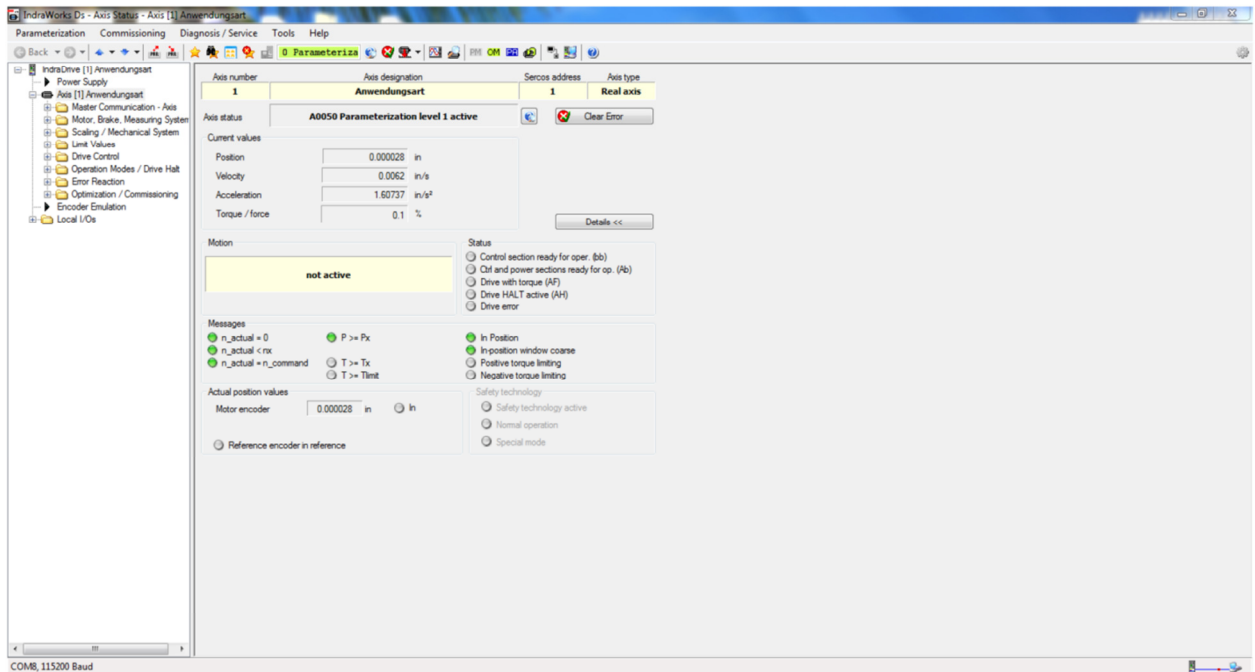 IndraWorks Ds - Axis Status - Axis [1] Anwendungsart
Parameterization Commissioning Diagnosis / Service Tools Help
Back 0 Parameteriza PM OM
IndraDrive [1] Anwendungsart
Power Supply
Axis [1] Anwendungsart
Master Communication - Axis
Motor, Brake, Measuring System
Scaling / Mechanical System
Limit Values
Drive Control
Operation Modes / Drive Halt
Error Reaction
Optimization / Commissioning
Encoder Emulation
Local I/Os
Axis number Axis designation Sercos address Axis type
1 Anwendungsart 1 Real axis
Axis status A0050 Parameterization level 1 active Clear Error
Current values
Position 0.000028 in
Velocity 0.0062 in/s
Acceleration 1.60737 in/s²
Torque / force 0.1 %
Details <<
Motion
not active
Status
Control section ready for oper. (bb)
Ctrl and power sections ready for op. (Ab)
Drive with torque (AF)
Drive HALT active (AH)
Drive error
Messages
n_actual = 0 P >= Px In Position
n_actual < nx In-position window coarse
n_actual = n_command T >= Tx Positive torque limiting
T >= Tlimit Negative torque limiting
Actual position values
Motor encoder 0.000028 in In
Reference encoder in reference
Safety technology
Safety technology active
Normal operation
Special mode
COM8, 115200 Baud